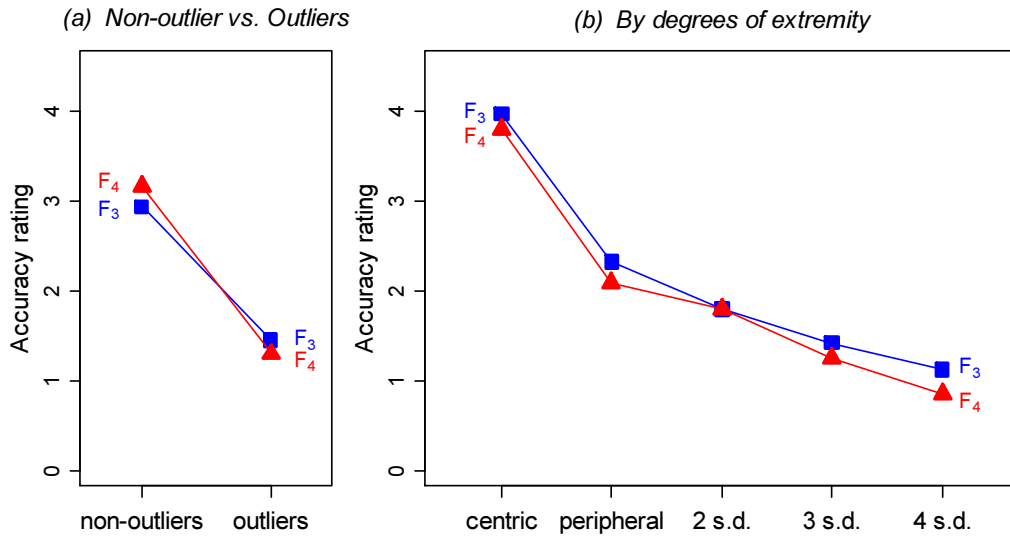 (a) Non-outlier vs. Outliers
Accuracy rating
4
3
2
1
0
F4
F3
F3
F4
non-outliers outliers
(b) By degrees of extremity
Accuracy rating
4
3
2
1
0
F3
F4
F3
F4
centric peripheral 2 s.d. 3 s.d. 4 s.d.